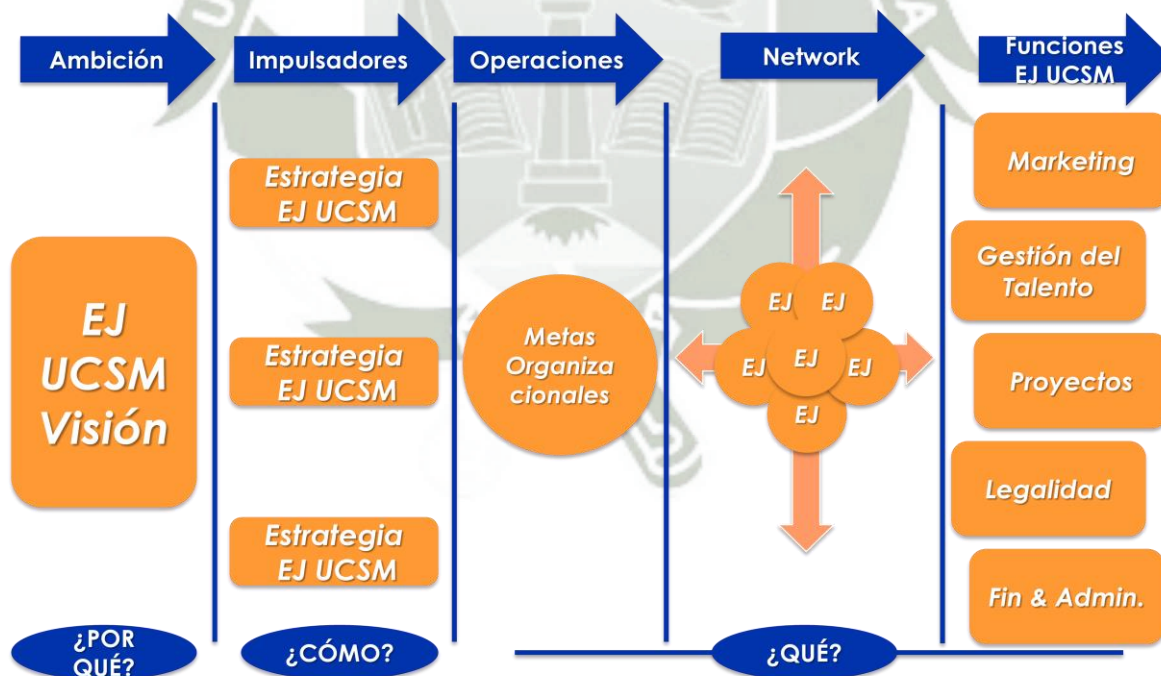 Ambición
Impulsadores
Operaciones
Network
Funciones
EJ UCSM
EJ
UCSM
Visión
Estrategia
EJ UCSM
Estrategia
EJ UCSM
Estrategia
EJ UCSM
Metas
Organiza
cionales
EJ
EJ
EJ
EJ
EJ
EJ
Marketing
Gestión del
Talento
Proyectos
Legalidad
Fin & Admin.
¿POR
QUÉ?
¿CÓMO?
¿QUÉ?